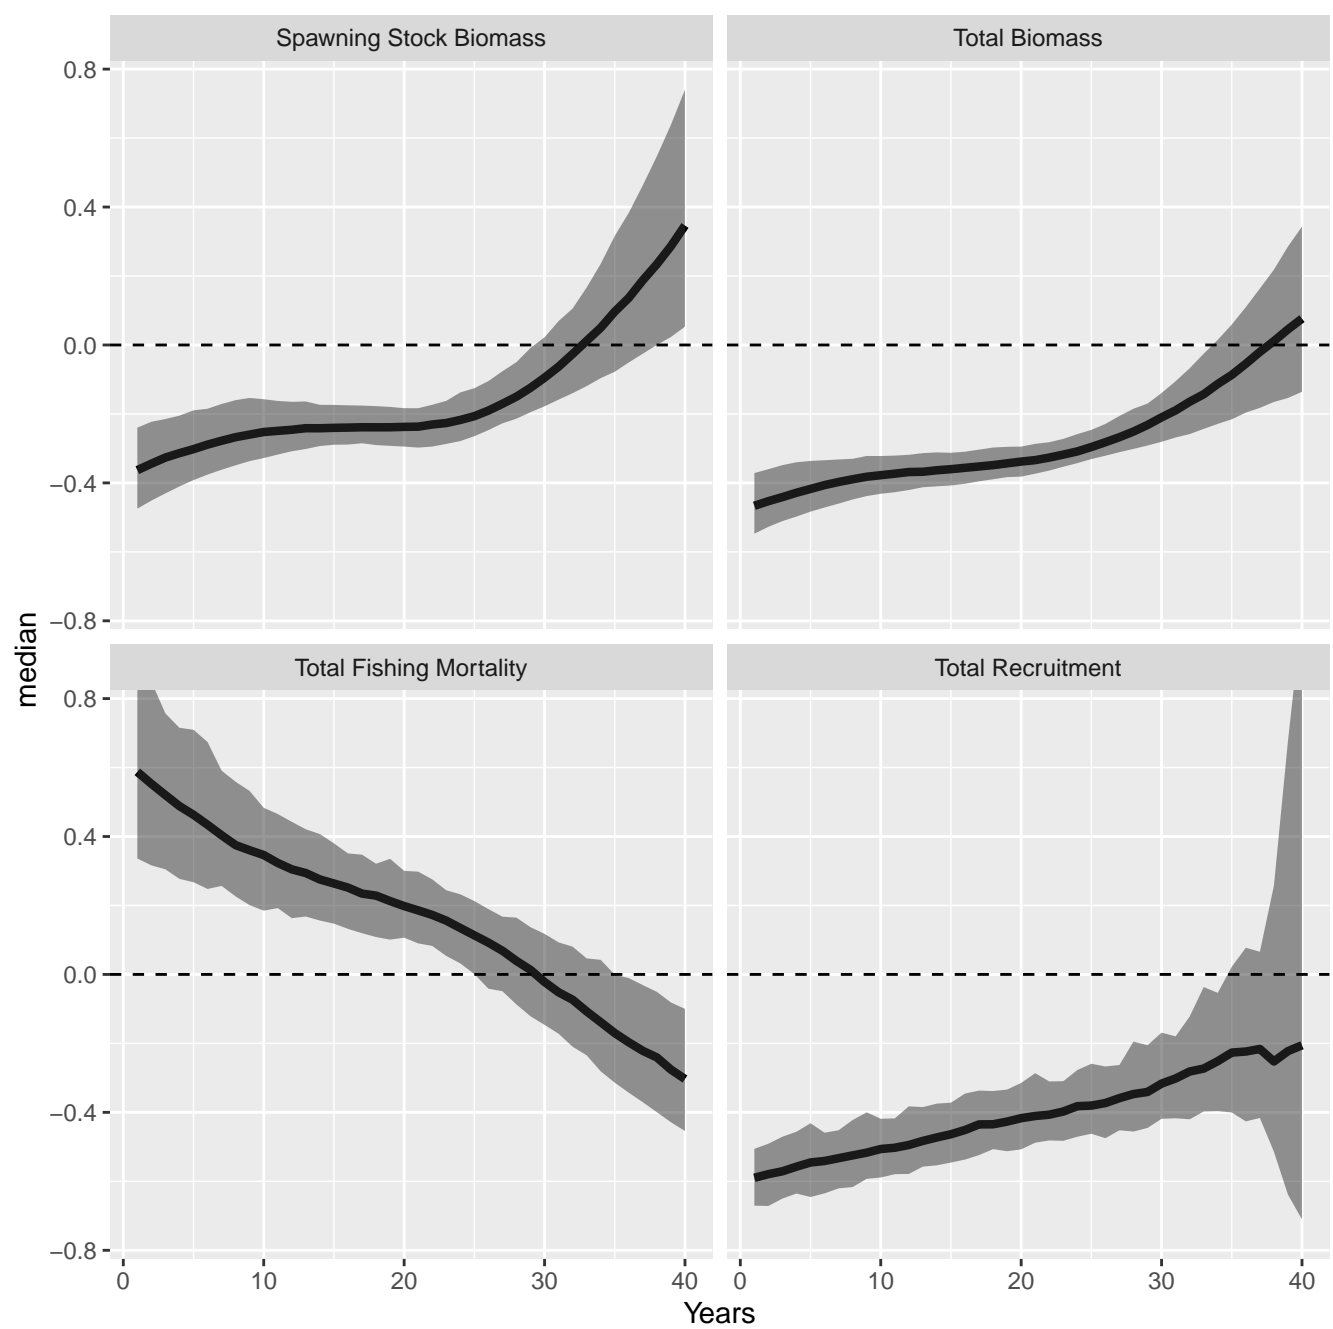 Spawning Stock Biomass
Total Biomass
0.8
0.4
0.0
−0.4
−0.8
median
Total Fishing Mortality
Total Recruitment
0.8
0.4
0.0
−0.4
−0.8
0 10 20 30 40
0 10 20 30 40
Years